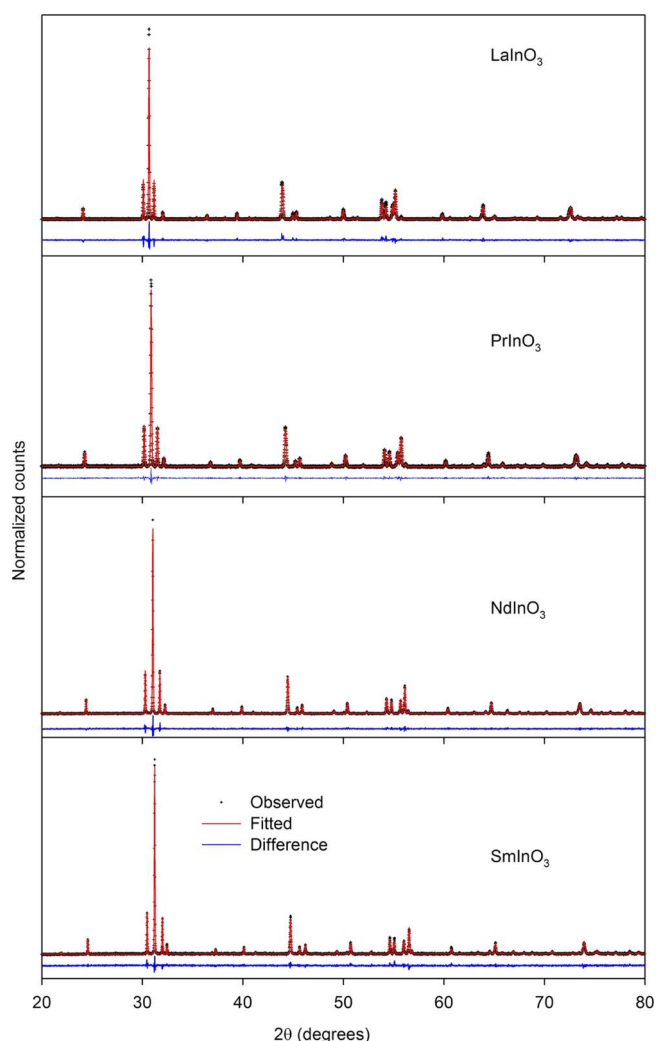 LaInO₃
PrInO₃
Normalized counts
NdInO₃
Observed
Fitted
Difference
SmInO₃
20 30 40 50 60 70 80
2θ (degrees)